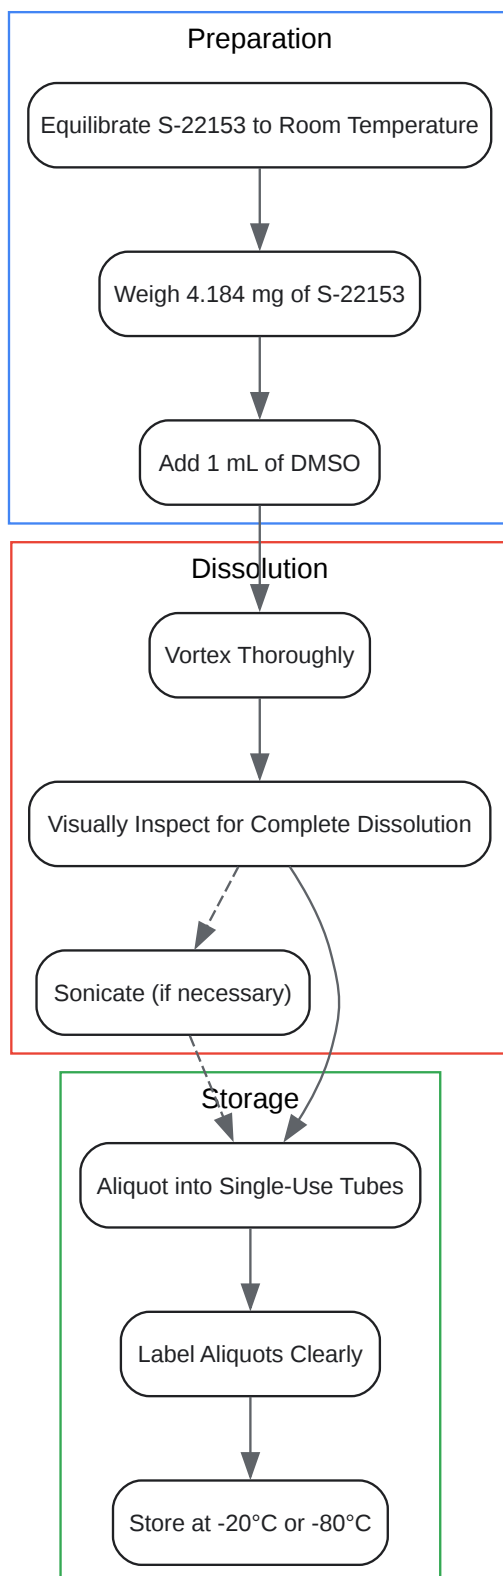 Preparation
Equilibrate S-22153 to Room Temperature
Weigh 4.184 mg of S-22153
Add 1 mL of DMSO
Dissolution
Vortex Thoroughly
Visually Inspect for Complete Dissolution
Sonicate (if necessary)
Storage
Aliquot into Single-Use Tubes
Label Aliquots Clearly
Store at -20°C or -80°C